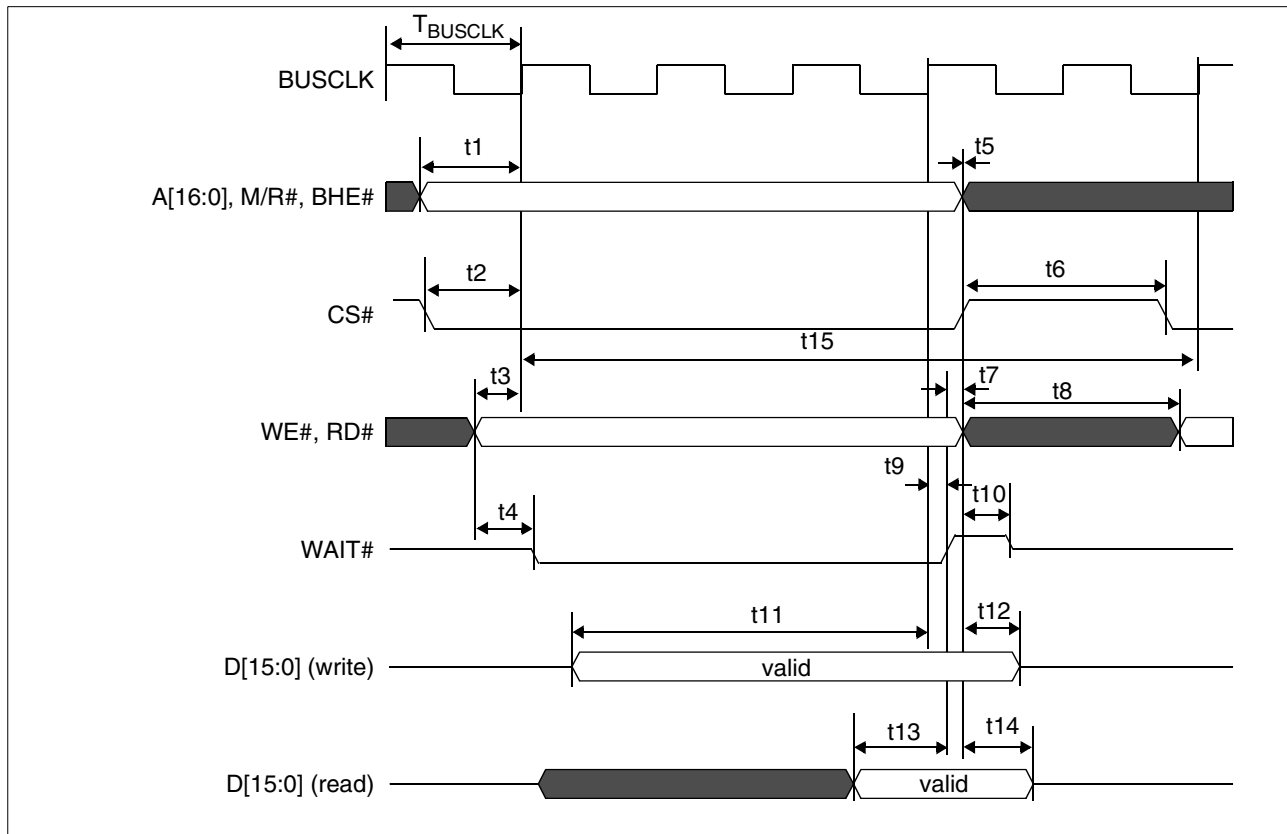 TBUSCLK
BUSCLK
t1
t5
A[16:0], M/R#, BHE#
t2
t6
CS#
t15
t3
t7
t8
WE#, RD#
t9
t10
t4
WAIT#
t11
t12
D[15:0] (write)
valid
t13
t14
D[15:0] (read)
valid